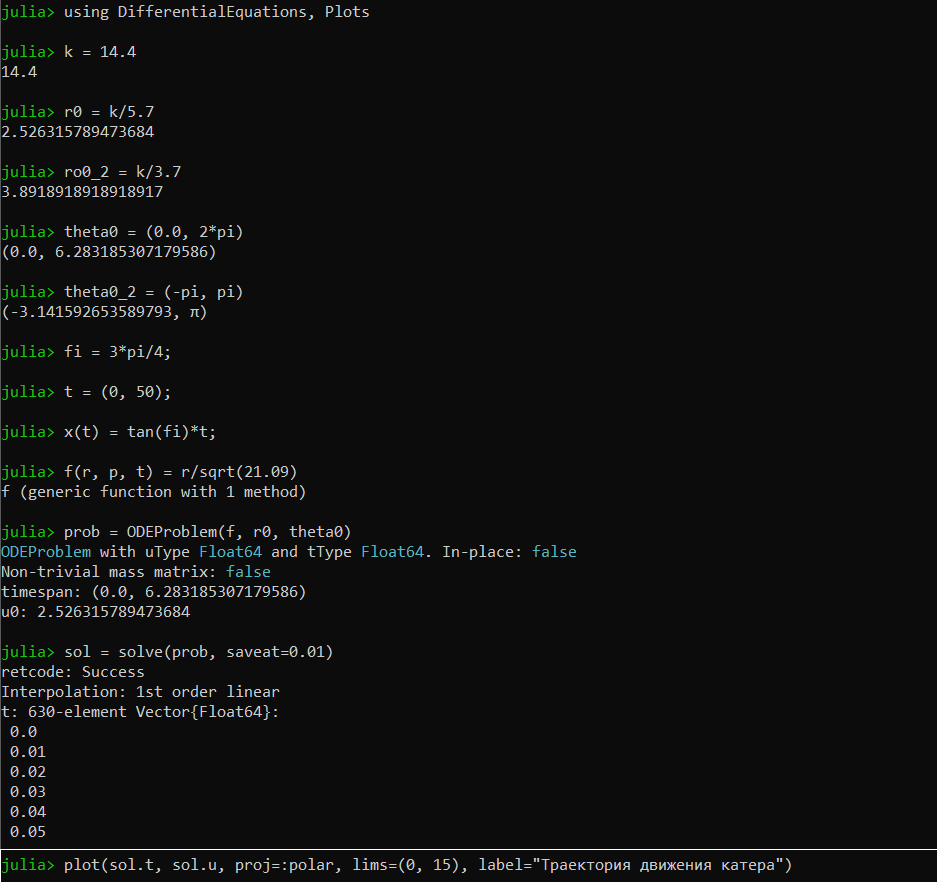 julia> using DifferentialEquations, Plots
julia> k = 14.4
14.4
julia> r0 = k/5.7
2.526315789473684
julia> ro0_2 = k/3.7
3.8918918918918917
julia> theta0 = (0.0, 2*pi)
(0.0, 6.283185307179586)
julia> theta0_2 = (-pi, pi)
(-3.141592653589793, π)
julia> fi = 3*pi/4;
julia> t = (0, 50);
julia> x(t) = tan(fi)*t;
julia> f(r, p, t) = r/sqrt(21.09)
f (generic function with 1 method)
julia> prob = ODEProblem(f, r0, theta0)
ODEProblem with uType Float64 and tType Float64. In-place: false
Non-trivial mass matrix: false
timespan: (0.0, 6.283185307179586)
u0: 2.526315789473684
julia> sol = solve(prob, saveat=0.01)
retcode: Success
Interpolation: 1st order linear
t: 630-element Vector{Float64}:
 0.0
 0.01
 0.02
 0.03
 0.04
 0.05
julia> plot(sol.t, sol.u, proj=:polar, lims=(0, 15), label="Траектория движения катера")